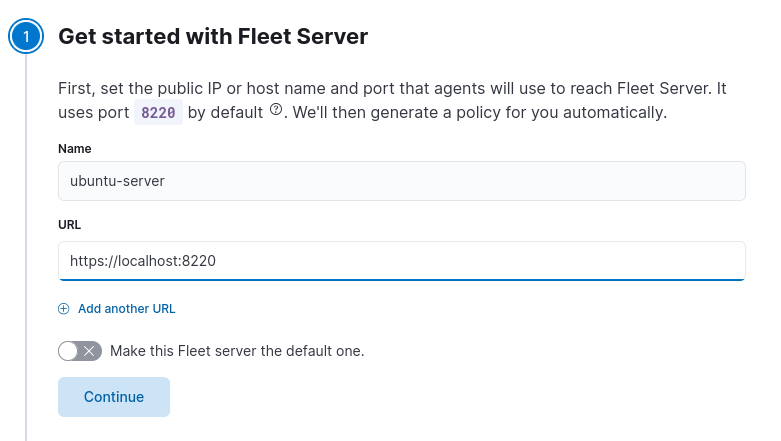 1
Get started with Fleet Server
First, set the public IP or host name and port that agents will use to reach Fleet Server. It
uses port 8220 by default ?. We'll then generate a policy for you automatically.
Name
ubuntu-server
URL
https://localhost:8220
Add another URL
Make this Fleet server the default one.
Continue